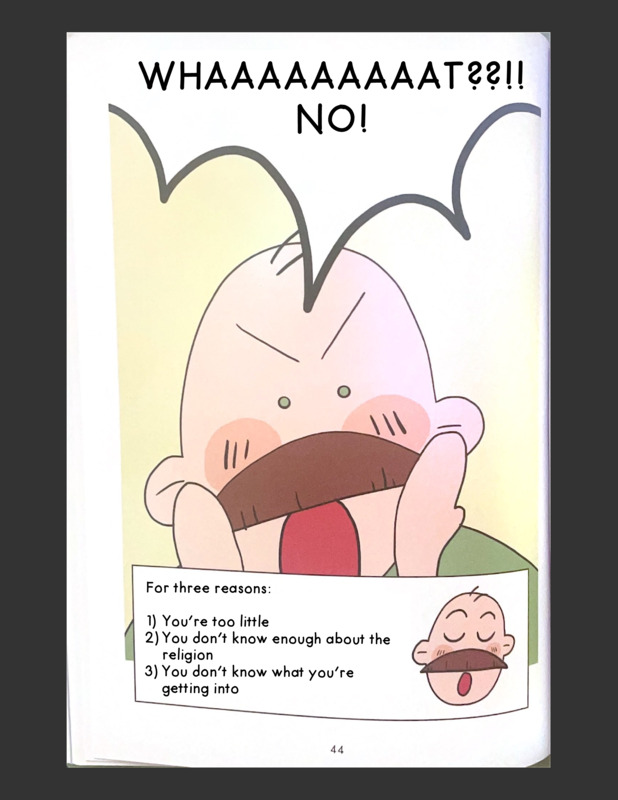 WHAAAAAAAAAT??!!
NO!
For three reasons:
1) You're too little
2) You don't know enough about the
religion
3) You don't know what you're
getting into
44